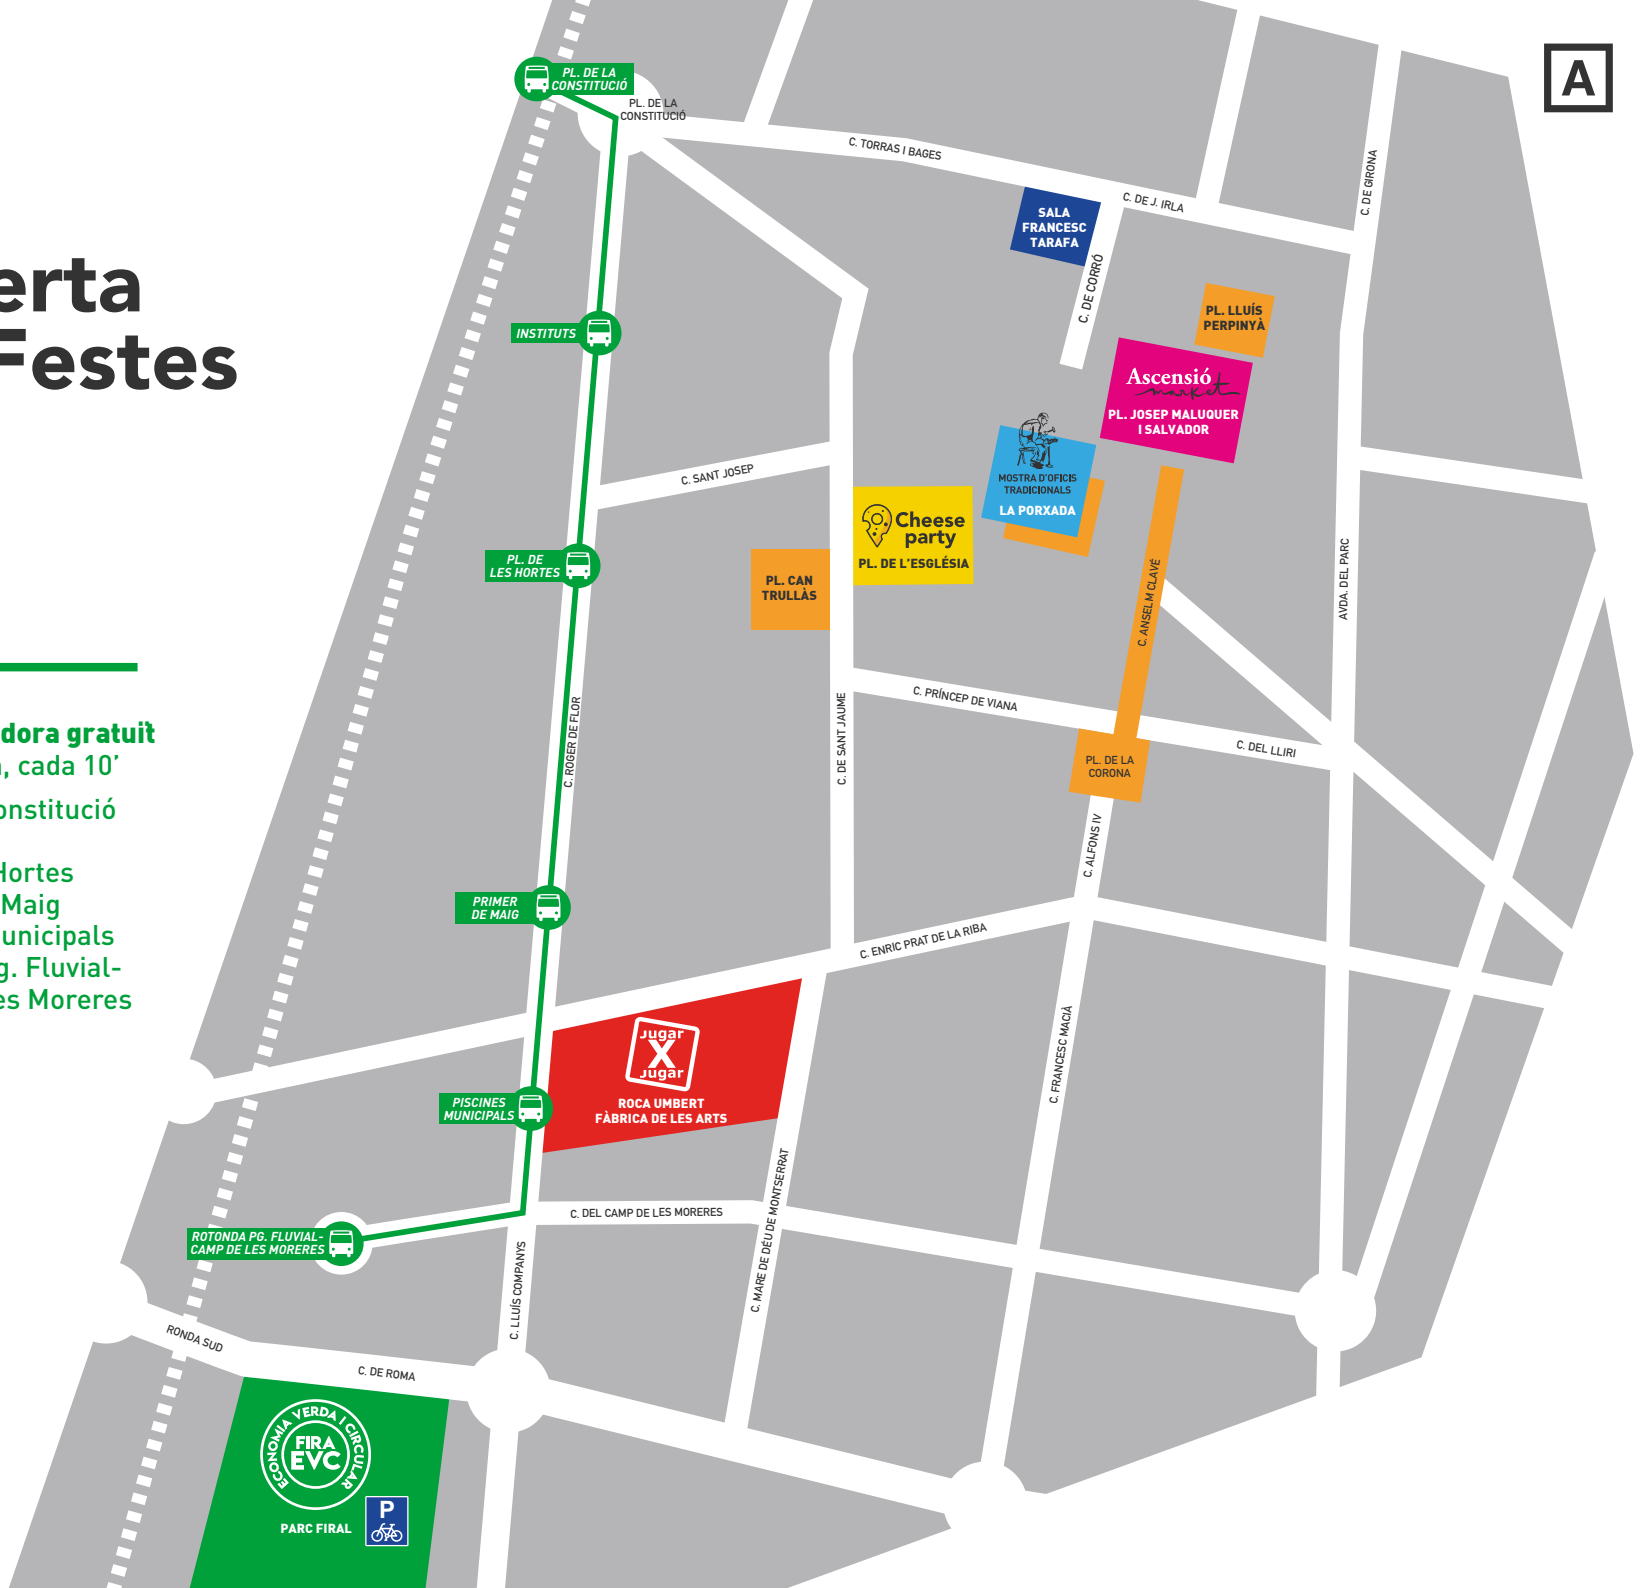 A
PL. DE LA
CONSTITUCIÓ
PL. DE LA
CONSTITUCIÓ
C. TORRAS I BAGES
C. DE J. IRLA
C. DE GIRONA
SALA
FRANCESC
TARAFA
C. DE CORRÓ
erta
Festes
INSTITUTS
PL. LLUÍS
PERPINYÀ
Ascensió
market
PL. JOSEP MALUQUER
I SALVADOR
C. SANT JOSEP
MOSTRA D'OFICIS
TRADICIONALS
LA PORXADA
Cheese
party
PL. DE L'ESGLÉSIA
PL. DE
LES HORTES
PL. CAN
TRULLÀS
AVDA. DEL PARC
C. ANSELM CLAVÉ
C. PRÍNCEP DE VIANA
C. DEL LLIRI
C. ROGER DE FLOR
C. DE SANT JAUME
PL. DE LA
CORONA
dora gratuït
, cada 10'
onstitució
Hortes
Maig
unicipals
g. Fluvial-
es Moreres
C. ALFONS IV
PRIMER
DE MAIG
C. ENRIC PRAT DE LA RIBA
Jugar
X
Jugar
ROCA UMBERT
FÀBRICA DE LES ARTS
C. FRANCESC MACIÀ
PISCINES
MUNICIPALS
C. MARE DE DÉU DE MONTSERRAT
C. DEL CAMP DE LES MORERES
ROTONDA PG. FLUVIAL-
CAMP DE LES MORERES
C. LLUÍS COMPANYS
RONDA SUD
C. DE ROMA
ECONOMIA VERDA I CIRCULAR
FIRA
EVC
P
PARC FIRAL